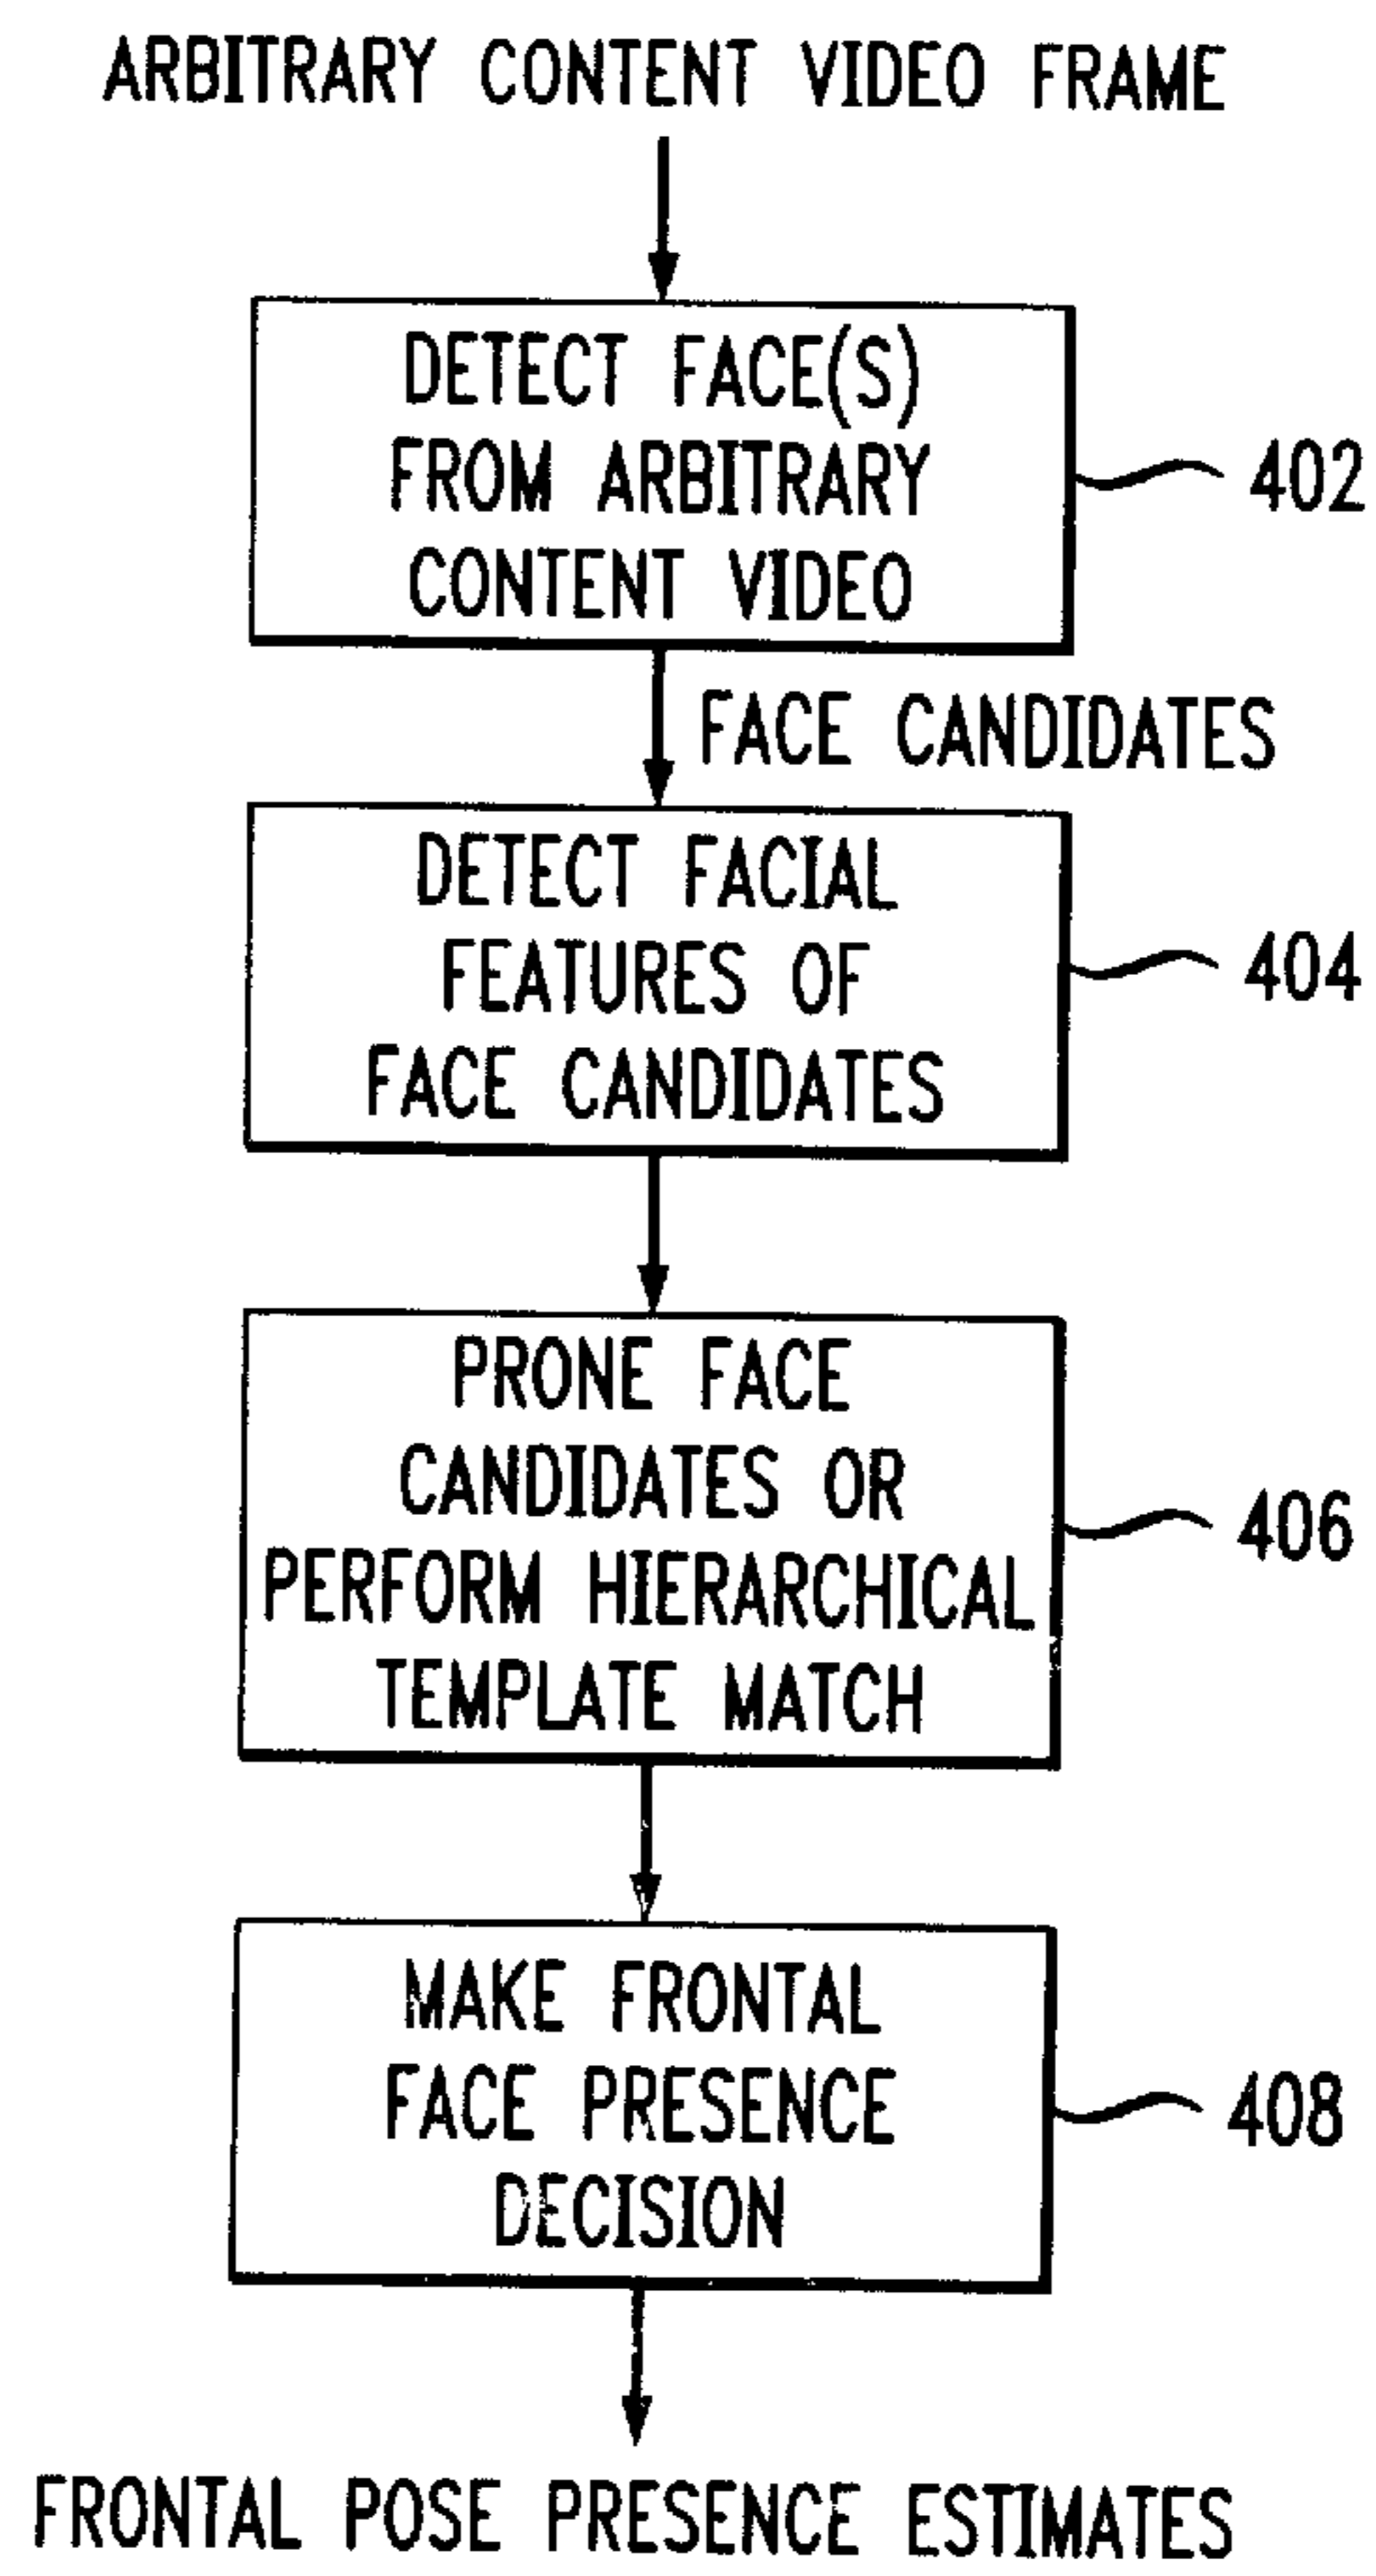 ARBITRARY CONTENT VIDEO FRAME
DETECT FACE(S)
FROM ARBITRARY
CONTENT VIDEO
402
FACE CANDIDATES
DETECT FACIAL
FEATURES OF
FACE CANDIDATES
404
PRONE FACE
CANDIDATES OR
PERFORM HIERARCHICAL
TEMPLATE MATCH
406
MAKE FRONTAL
FACE PRESENCE
DECISION
408
FRONTAL POSE PRESENCE ESTIMATES